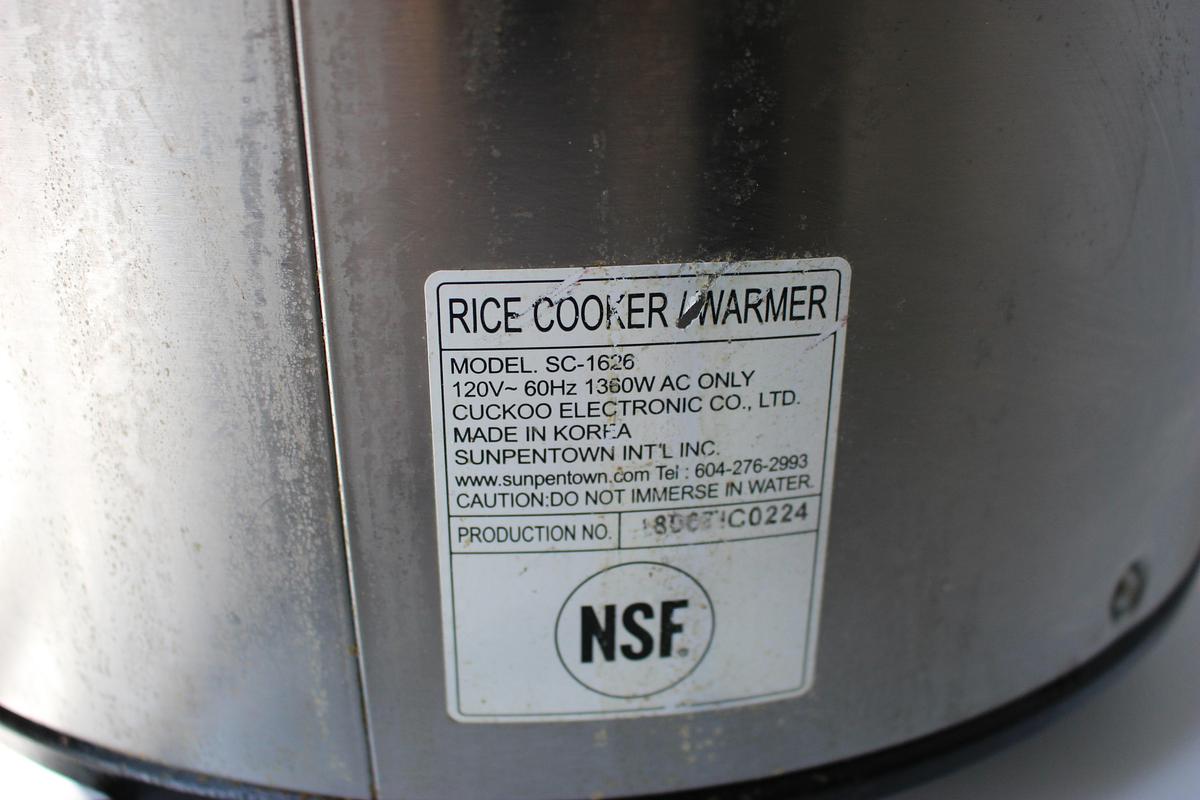 RICE COOKER / WARMER
MODEL. SC-1626
120V~ 60Hz 1360W AC ONLY
CUCKOO ELECTRONIC CO., LTD.
MADE IN KOREA
SUNPENTOWN INT'L INC.
www.sunpentown.com Tel : 604-276-2993
CAUTION:DO NOT IMMERSE IN WATER.
PRODUCTION NO.
NSF®